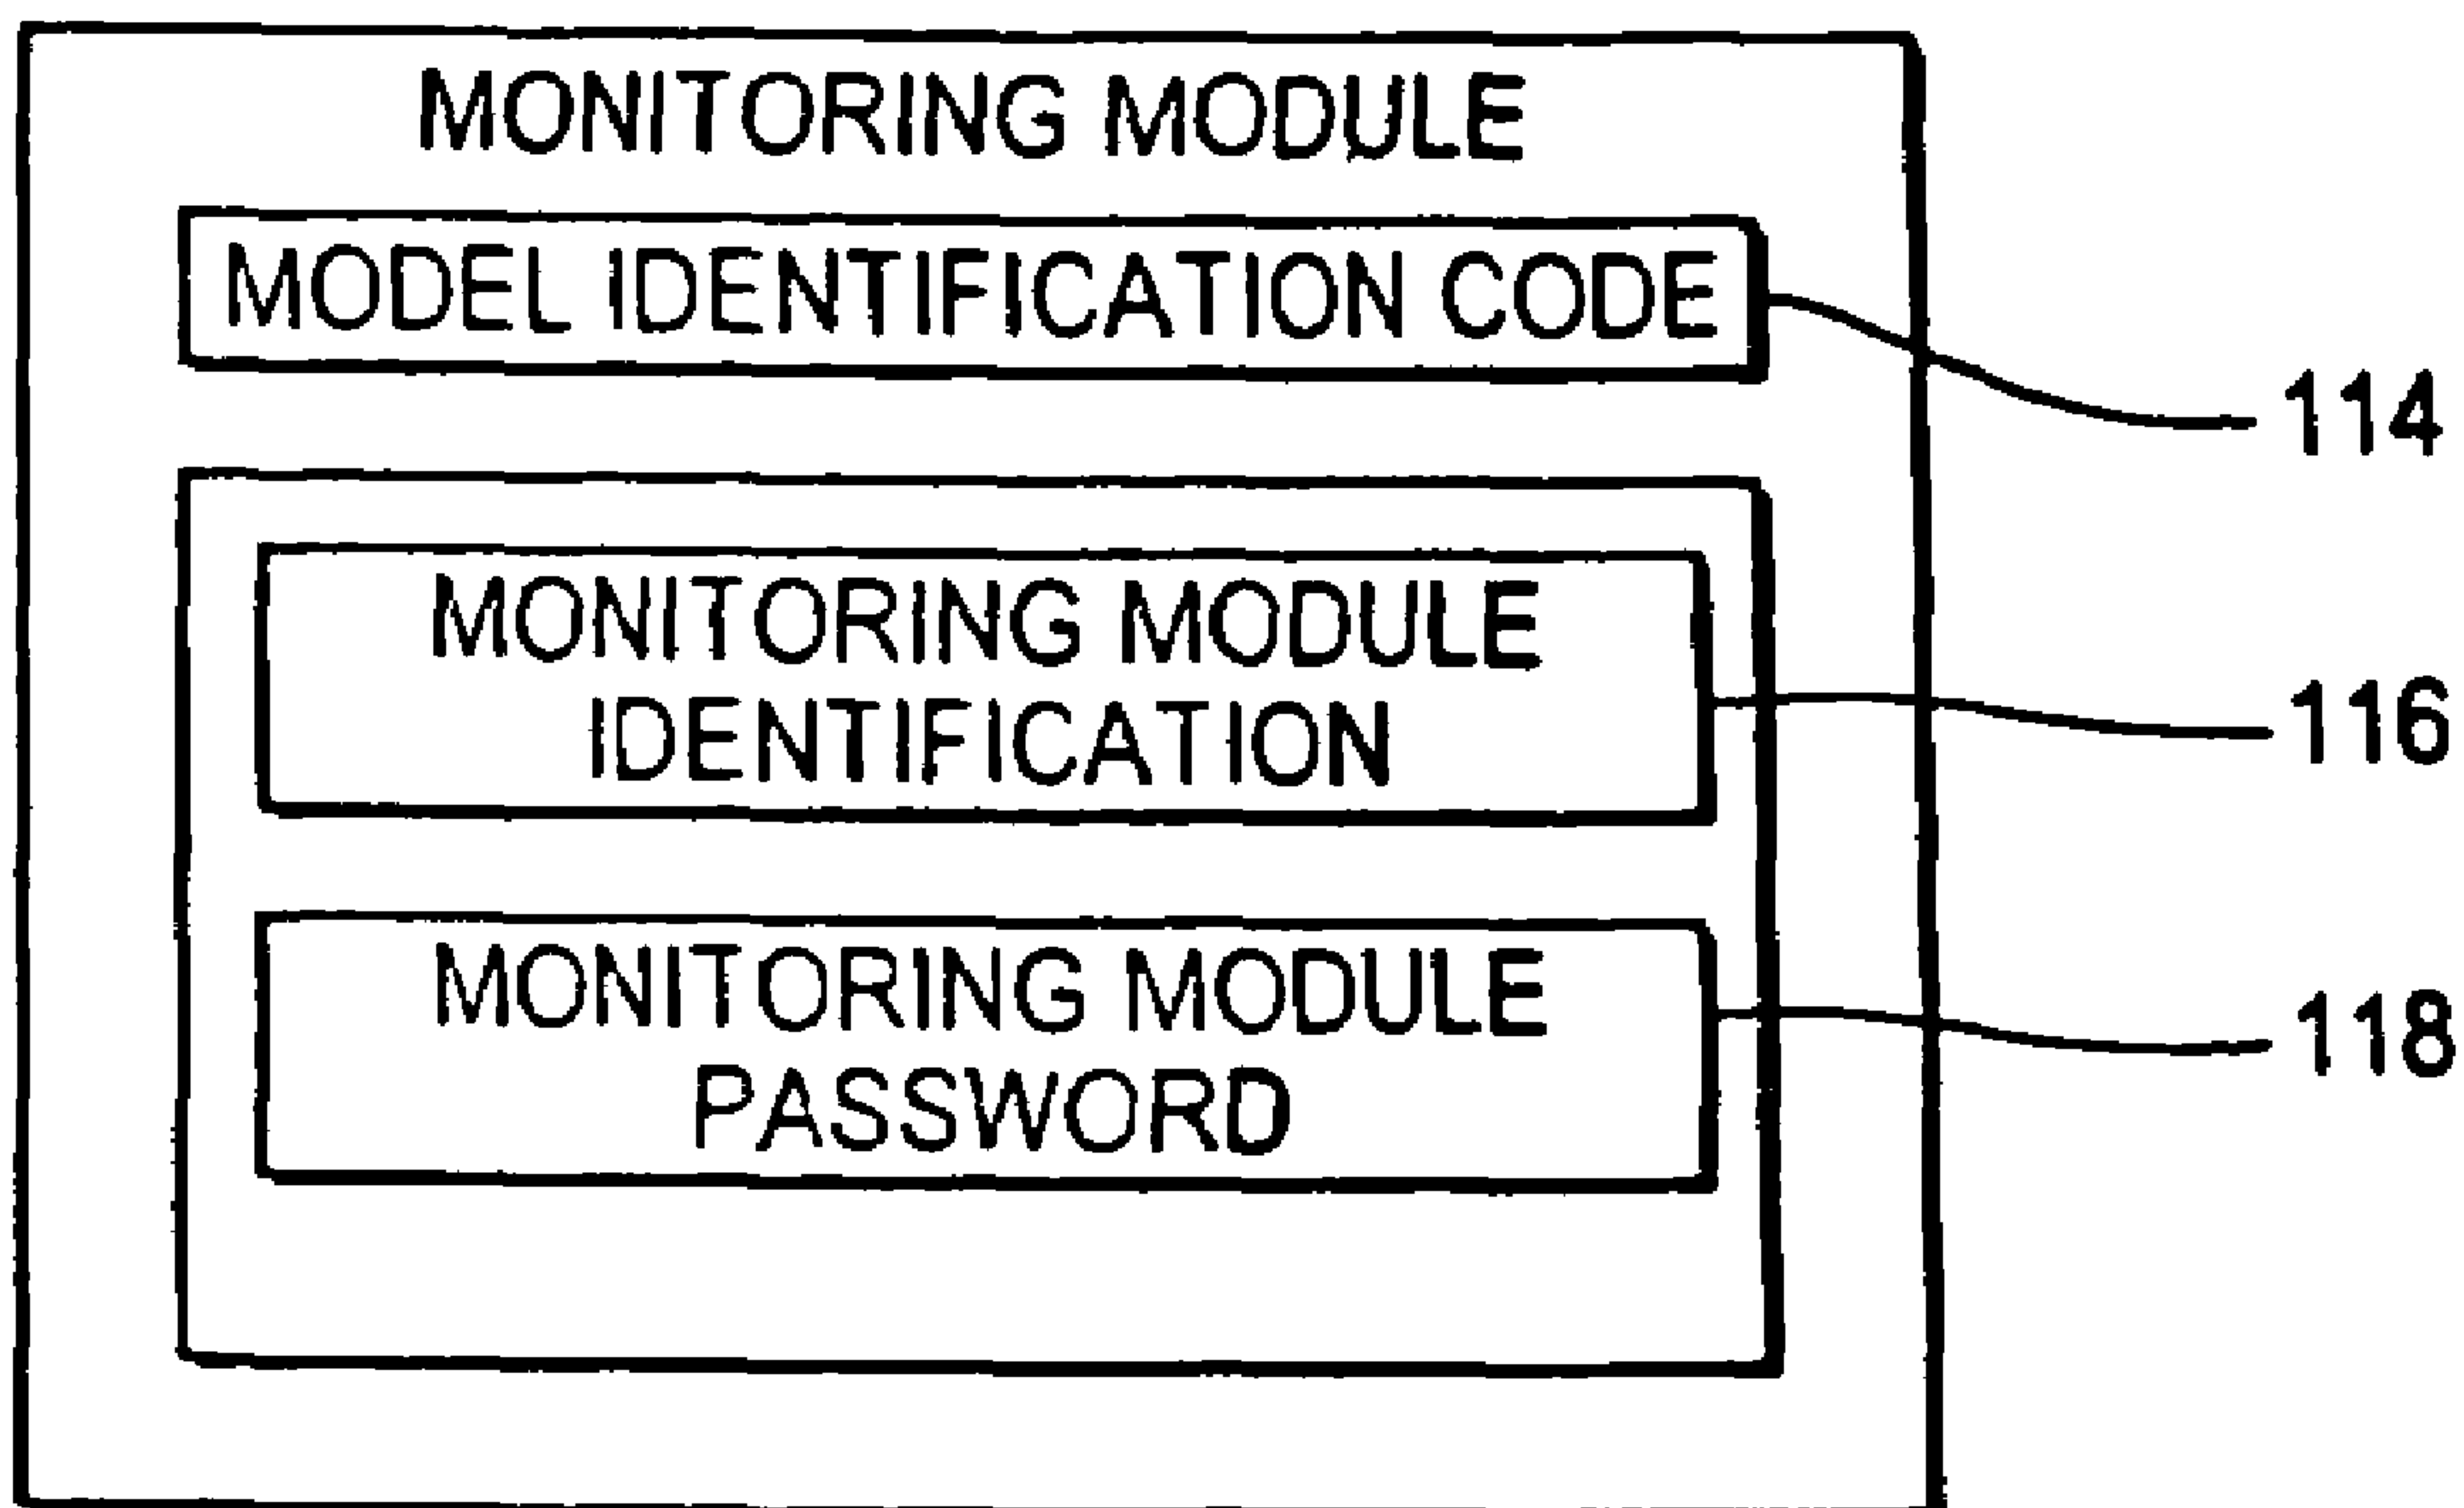 MONITORING MODULE
MODEL IDENTIFICATION CODE
114
MONITORING MODULE
IDENTIFICATION
116
MONITORING MODULE
PASSWORD
118